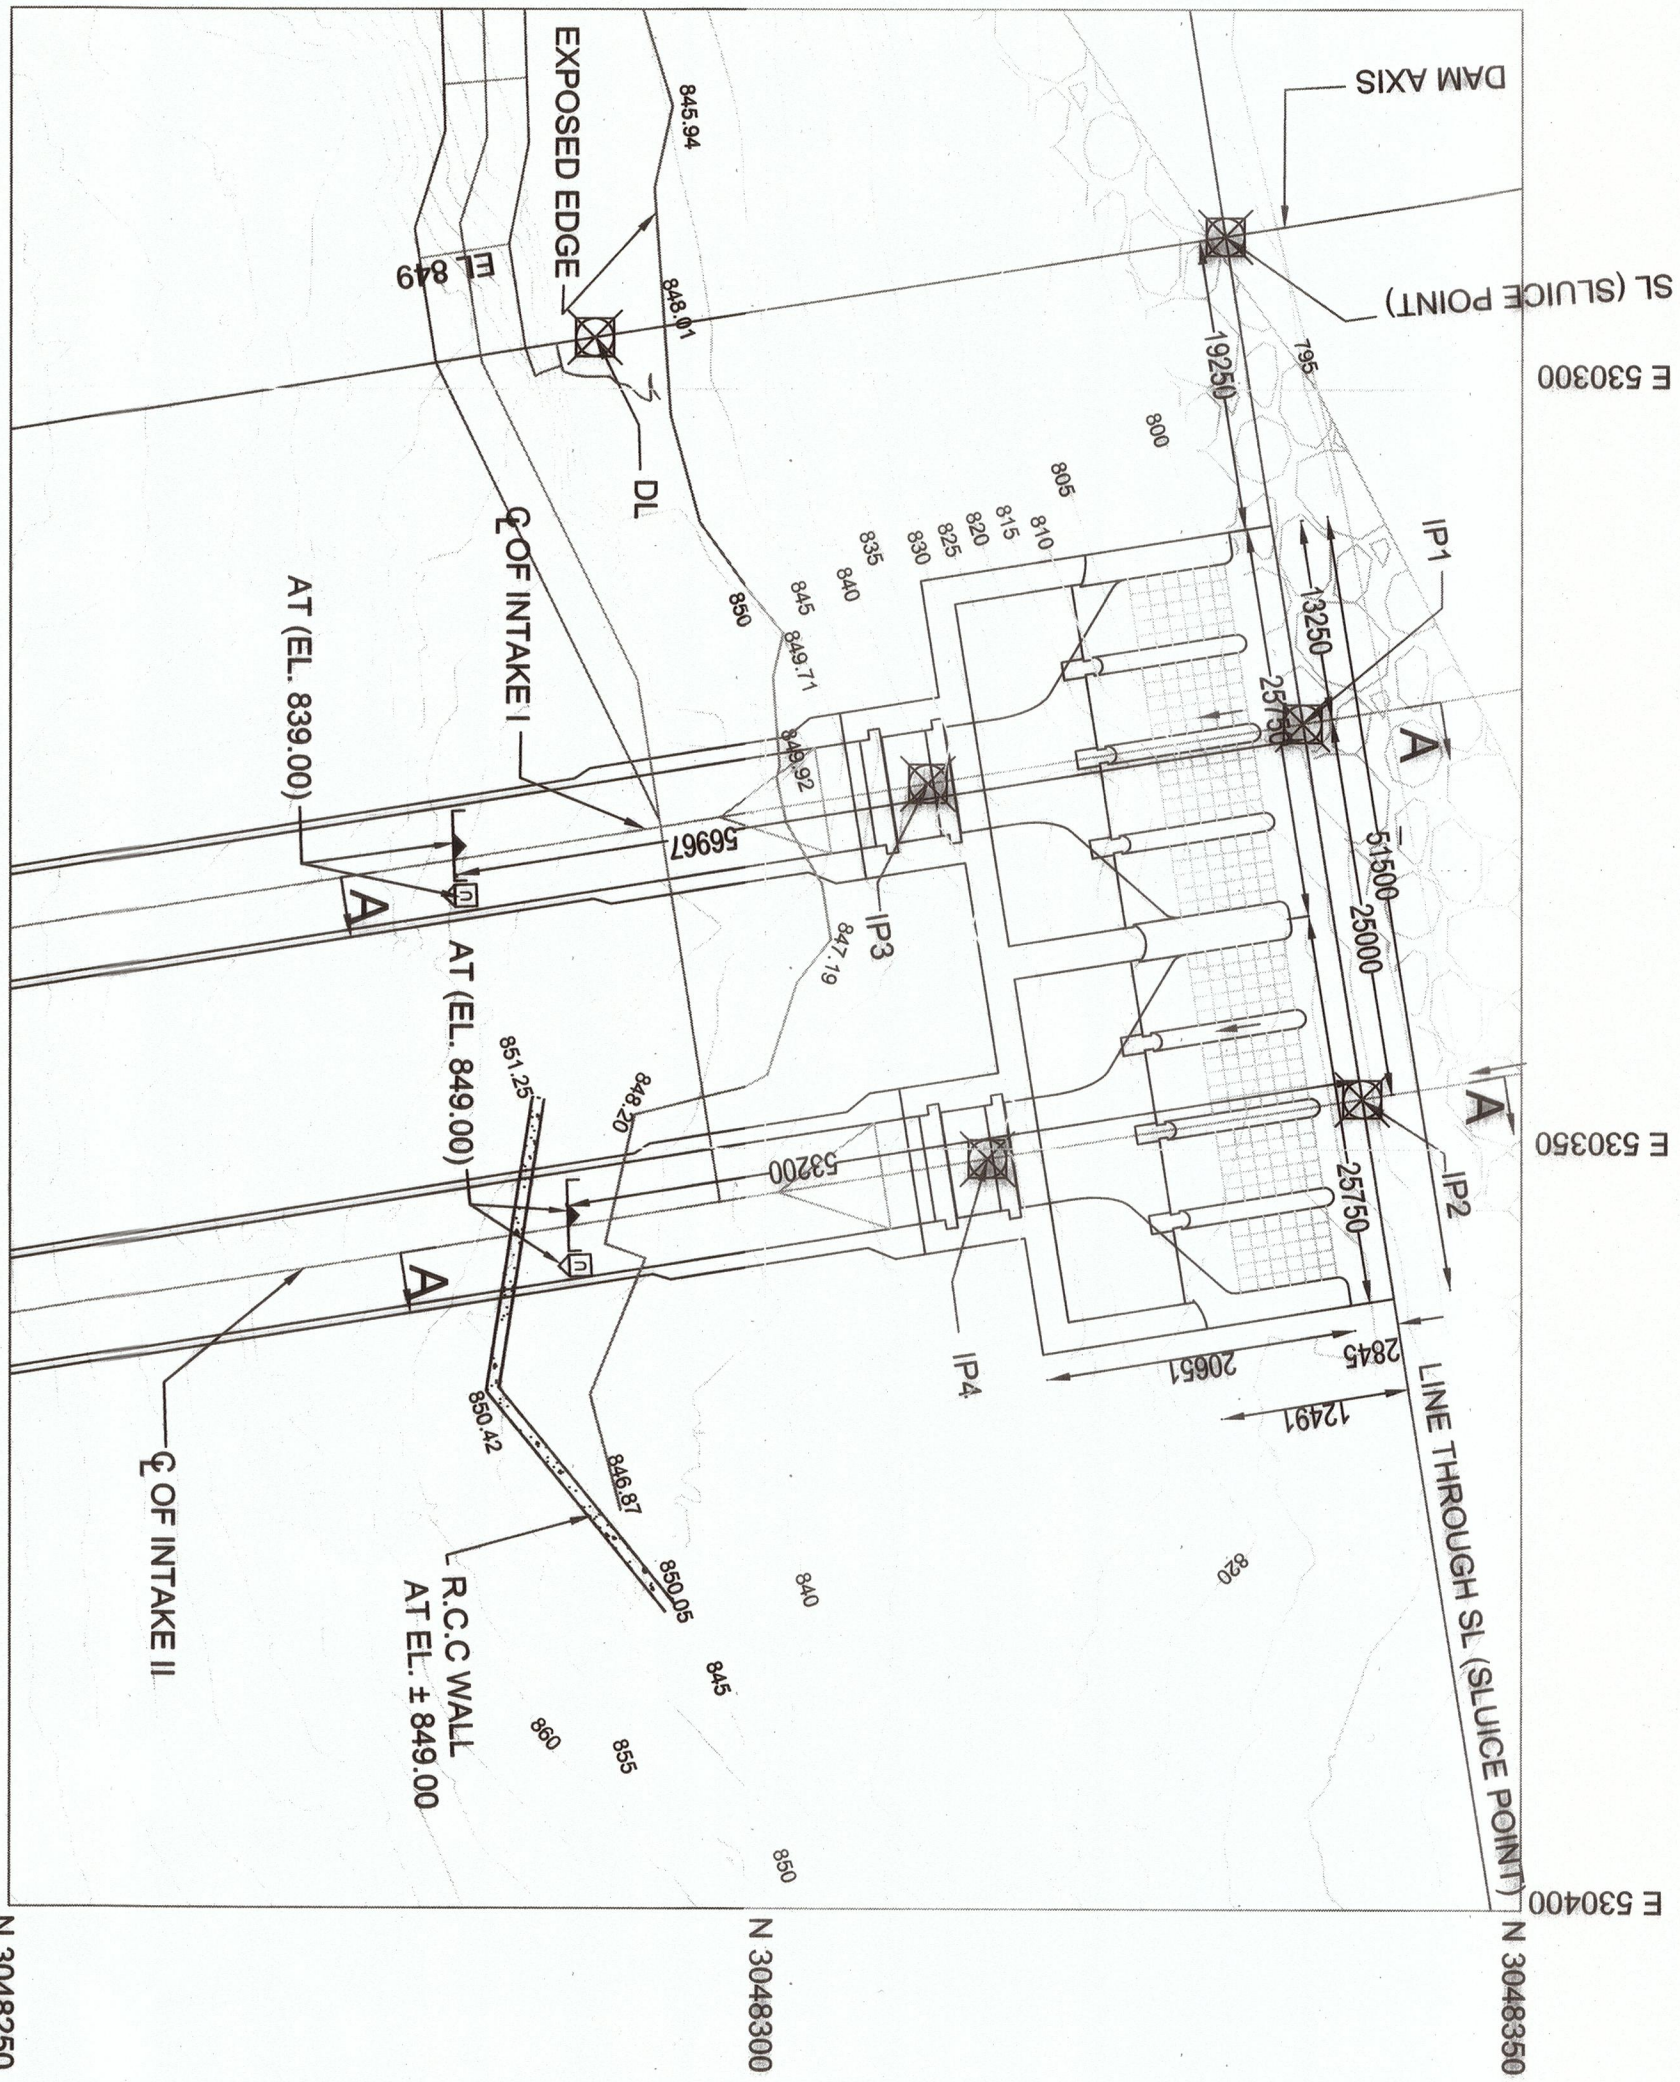 DAM AXIS
SL (SLUICE POINT)
E 530300
E 530350
E 530400
N 3048250
N 3048300
N 3048350
EXPOSED EDGE
845.94
848.01
EL 849
DL
19250
795
800
805
810
815
820
825
830
835
840
845
850
849.71
849.92
847.79
IP1
13250
25750
51500
25000
25750
IP2
A
A
A
A
IP3
IP4
℄ OF INTAKE I
AT (EL. 839.00)
56967
AT (EL. 849.00)
53200
851.25
848.20
850.42
846.87
850.05
℄ OF INTAKE II
R.C.C WALL
AT EL. ± 849.00
20651
2845
12491
LINE THROUGH SL (SLUICE POINT)
820
840
845
860
855
850